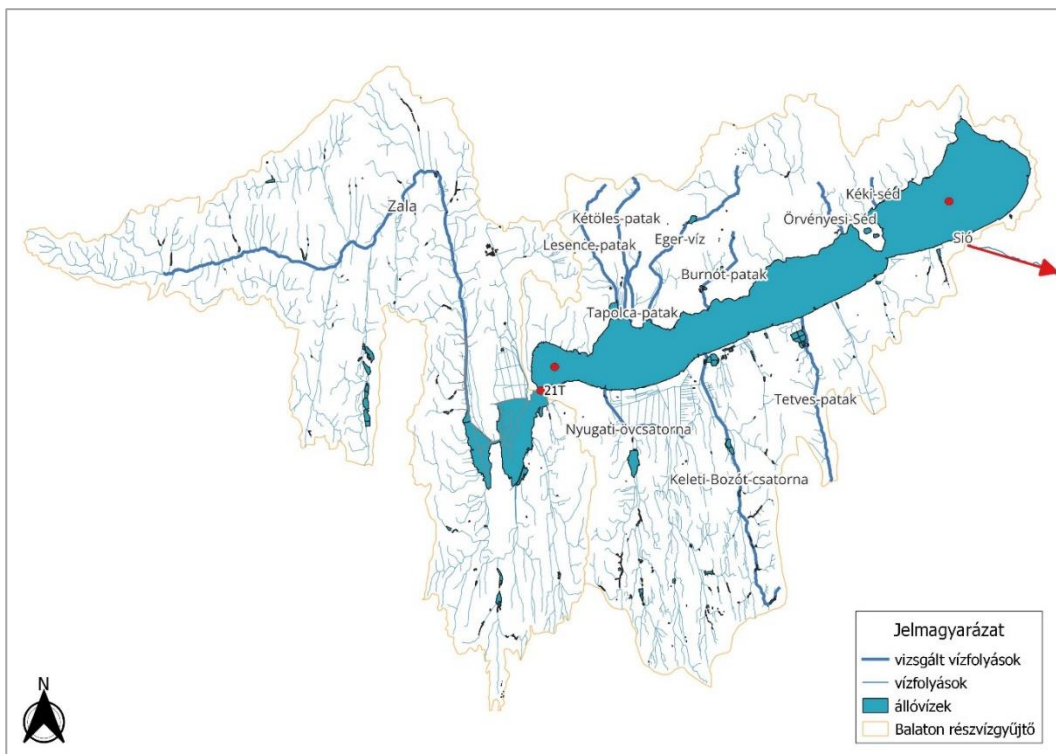 Zala
Kétöles-patak
Lesence-patak
Eger-víz
Kéki-séd
Örvényesi-Séd
Sió
Burnót-patak
Tapolca-patak
21T
Tetves-patak
Nyugati-övcsatorna
Keleti-Bozót-csatorna
N
Jelmagyarázat
vizsgált vízfolyások
vízfolyások
állóvízek
Balaton részvízgyűjtő